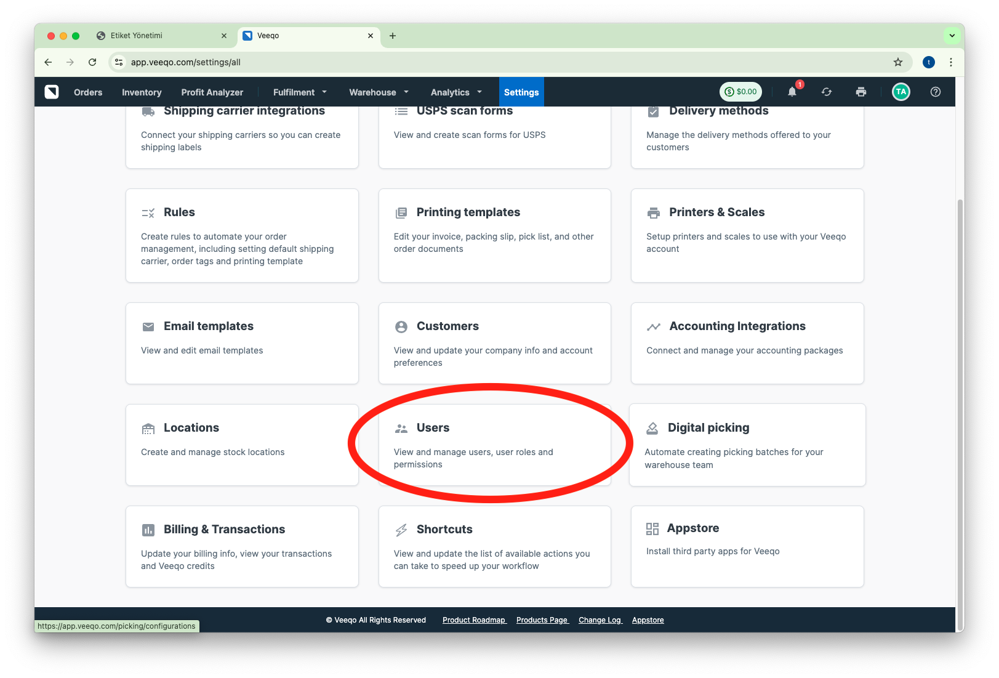 Etiket Yönetimi
Veeqo
app.veeqo.com/settings/all
t
Orders
Inventory
Profit Analyzer
Fulfilment
Warehouse
Analytics
Settings
$0.00
1
TA
Shipping carrier integrations
Connect your shipping carriers so you can create
shipping labels
USPS scan forms
View and create scan forms for USPS
Delivery methods
Manage the delivery methods offered to your
customers
Rules
Create rules to automate your order
management, including setting default shipping
carrier, order tags and printing template
Printing templates
Edit your invoice, packing slip, pick list, and other
order documents
Printers & Scales
Setup printers and scales to use with your Veeqo
account
Email templates
View and edit email templates
Customers
View and update your company info and account
preferences
Accounting Integrations
Connect and manage your accounting packages
Locations
Create and manage stock locations
Users
View and manage users, user roles and
permissions
Digital picking
Automate creating picking batches for your
warehouse team
Billing & Transactions
Update your billing info, view your transactions
and Veeqo credits
Shortcuts
View and update the list of available actions you
can take to speed up your workflow
Appstore
Install third party apps for Veeqo
© Veeqo All Rights Reserved
Product Roadmap
Products Page
Change Log
Appstore
https://app.veeqo.com/picking/configurations